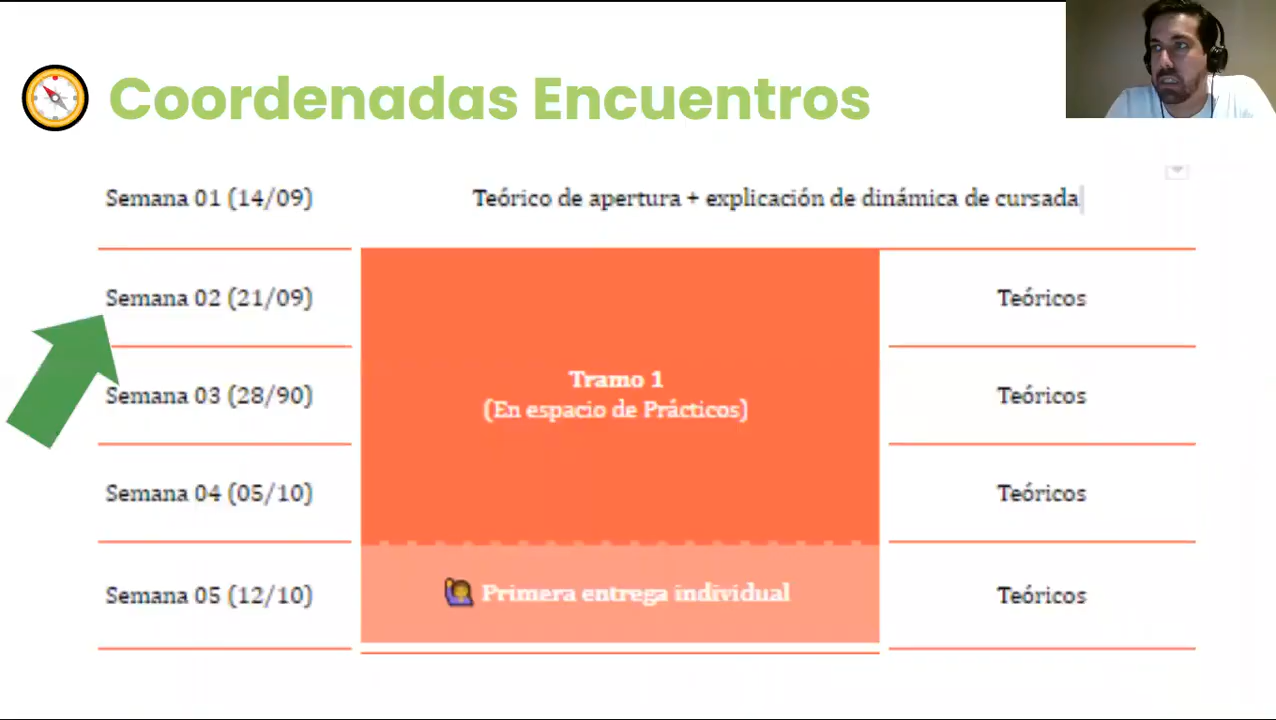 Coordenadas Encuentros
Semana 01 (14/09)
Teórico de apertura + explicación de dinámica de cursada
Semana 02 (21/09)
Teóricos
Tramo 1
(En espacio de Prácticos)
Semana 03 (28/90)
Teóricos
Semana 04 (05/10)
Teóricos
Semana 05 (12/10)
Primera entrega individual
Teóricos